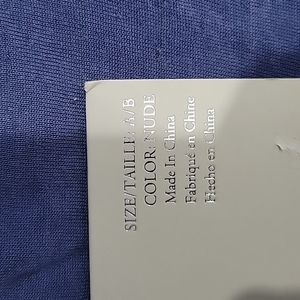 SIZE/TAILLE: A/B
COLOR: NUDE
Made In China
Fabriqué en Chine
Hecho en China